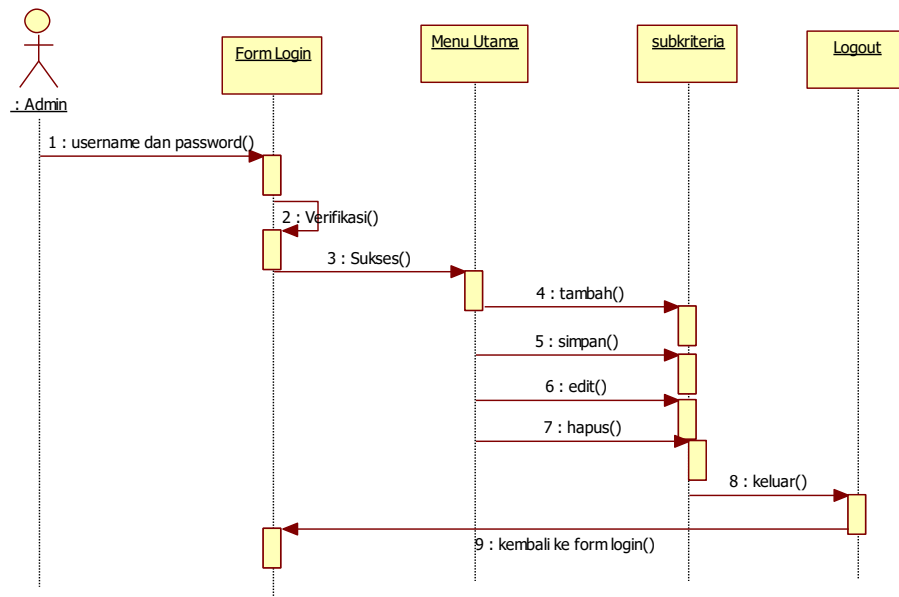 : Admin
Form Login
Menu Utama
subkriteria
Logout
1 : username dan password()
2 : Verifikasi()
3 : Sukses()
4 : tambah()
5 : simpan()
6 : edit()
7 : hapus()
8 : keluar()
9 : kembali ke form login()